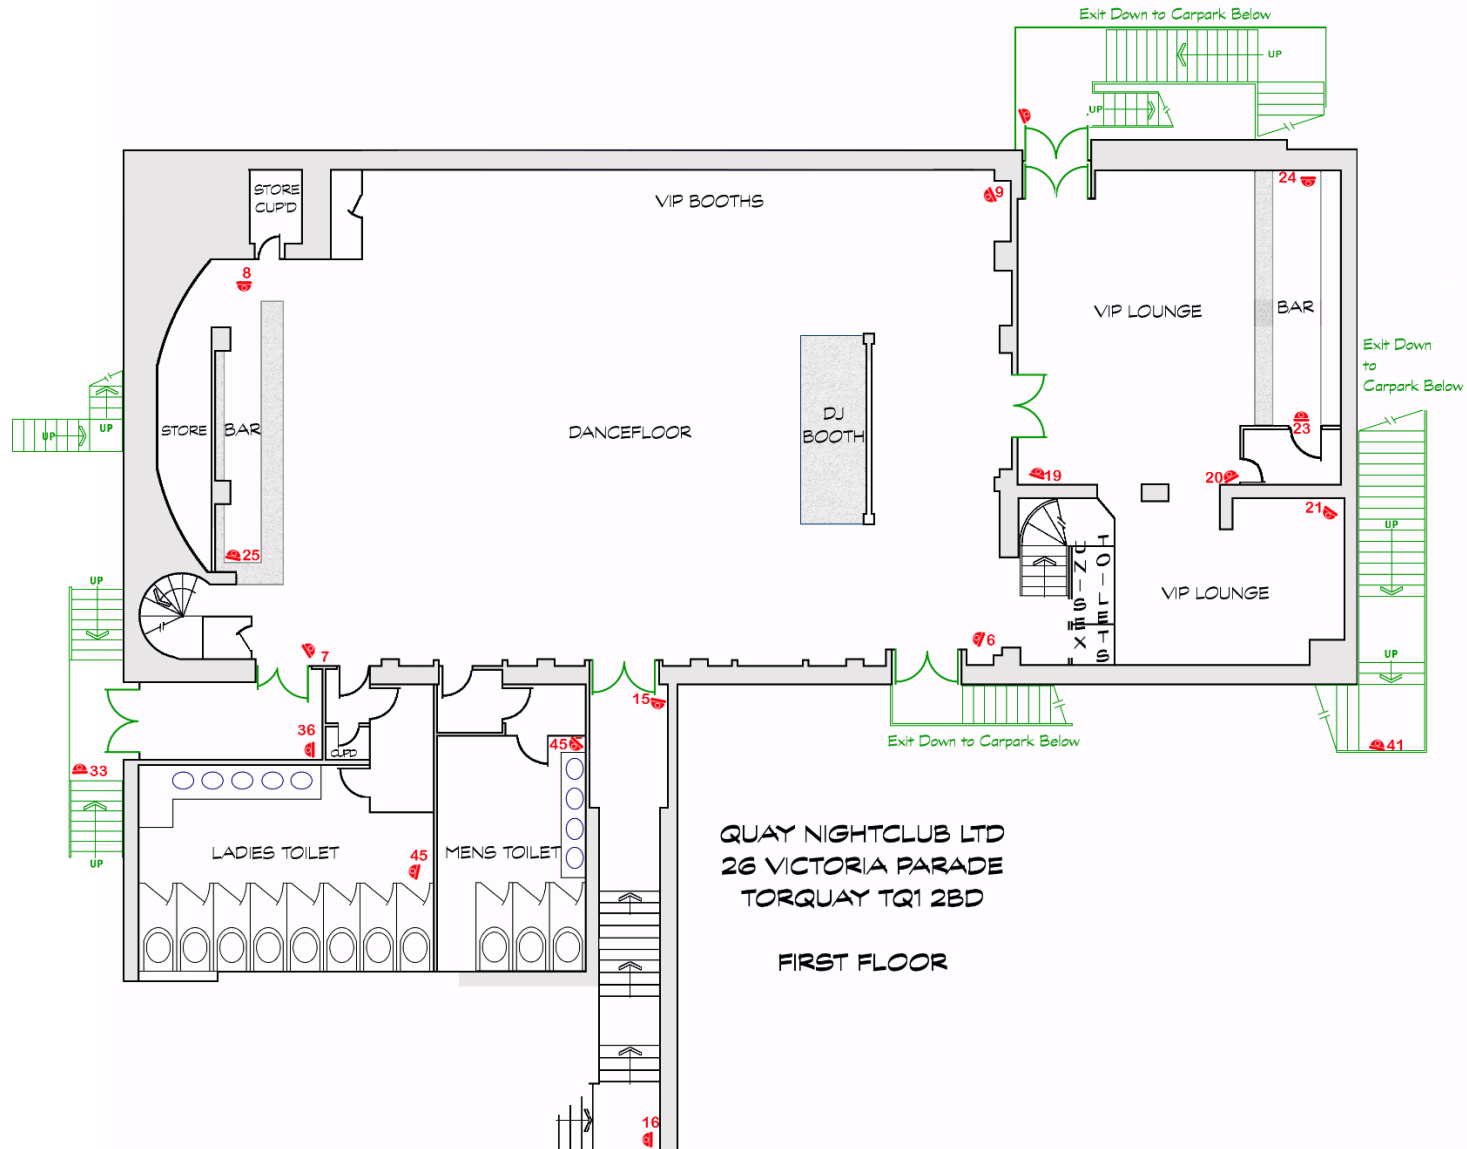 Exit Down to Carpark Below
UP
UP
STORE
CUP'D
VIP BOOTHS
9
24
8
VIP LOUNGE
BAR
Exit Down
to
Carpark Below
DJ
BOOTH
DANCEFLOOR
STORE
BAR
UP
UP
23
19
20
21
25
UP
UNISEX
TOILETS
VIP LOUNGE
UP
6
7
UP
15
36
45
CUPD
33
41
Exit Down to Carpark Below
LADIES TOILET
45
MENS TOILET
UP
QUAY NIGHTCLUB LTD
26 VICTORIA PARADE
TORQUAY TQ1 2BD
FIRST FLOOR
16